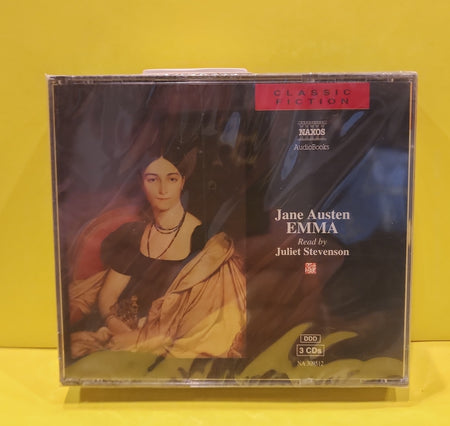 CLASSIC
FICTION
NAXOS
AudioBooks
Jane Austen
EMMA
Read by
Juliet Stevenson
DDD
3 CDs